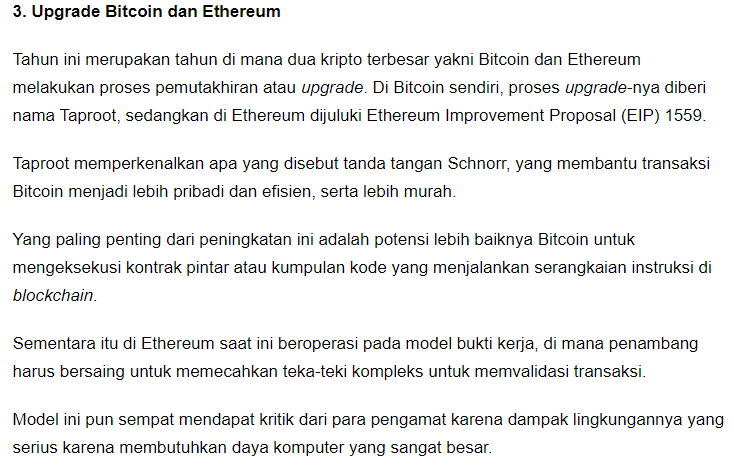 3. Upgrade Bitcoin dan Ethereum
Tahun ini merupakan tahun di mana dua kripto terbesar yakni Bitcoin dan Ethereum
melakukan proses pemutakhiran atau upgrade. Di Bitcoin sendiri, proses upgrade-nya diberi
nama Taproot, sedangkan di Ethereum dijuluki Ethereum Improvement Proposal (EIP) 1559.
Taproot memperkenalkan apa yang disebut tanda tangan Schnorr, yang membantu transaksi
Bitcoin menjadi lebih pribadi dan efisien, serta lebih murah.
Yang paling penting dari peningkatan ini adalah potensi lebih baiknya Bitcoin untuk
mengeksekusi kontrak pintar atau kumpulan kode yang menjalankan serangkaian instruksi di
blockchain.
Sementara itu di Ethereum saat ini beroperasi pada model bukti kerja, di mana penambang
harus bersaing untuk memecahkan teka-teki kompleks untuk memvalidasi transaksi.
Model ini pun sempat mendapat kritik dari para pengamat karena dampak lingkungannya yang
serius karena membutuhkan daya komputer yang sangat besar.